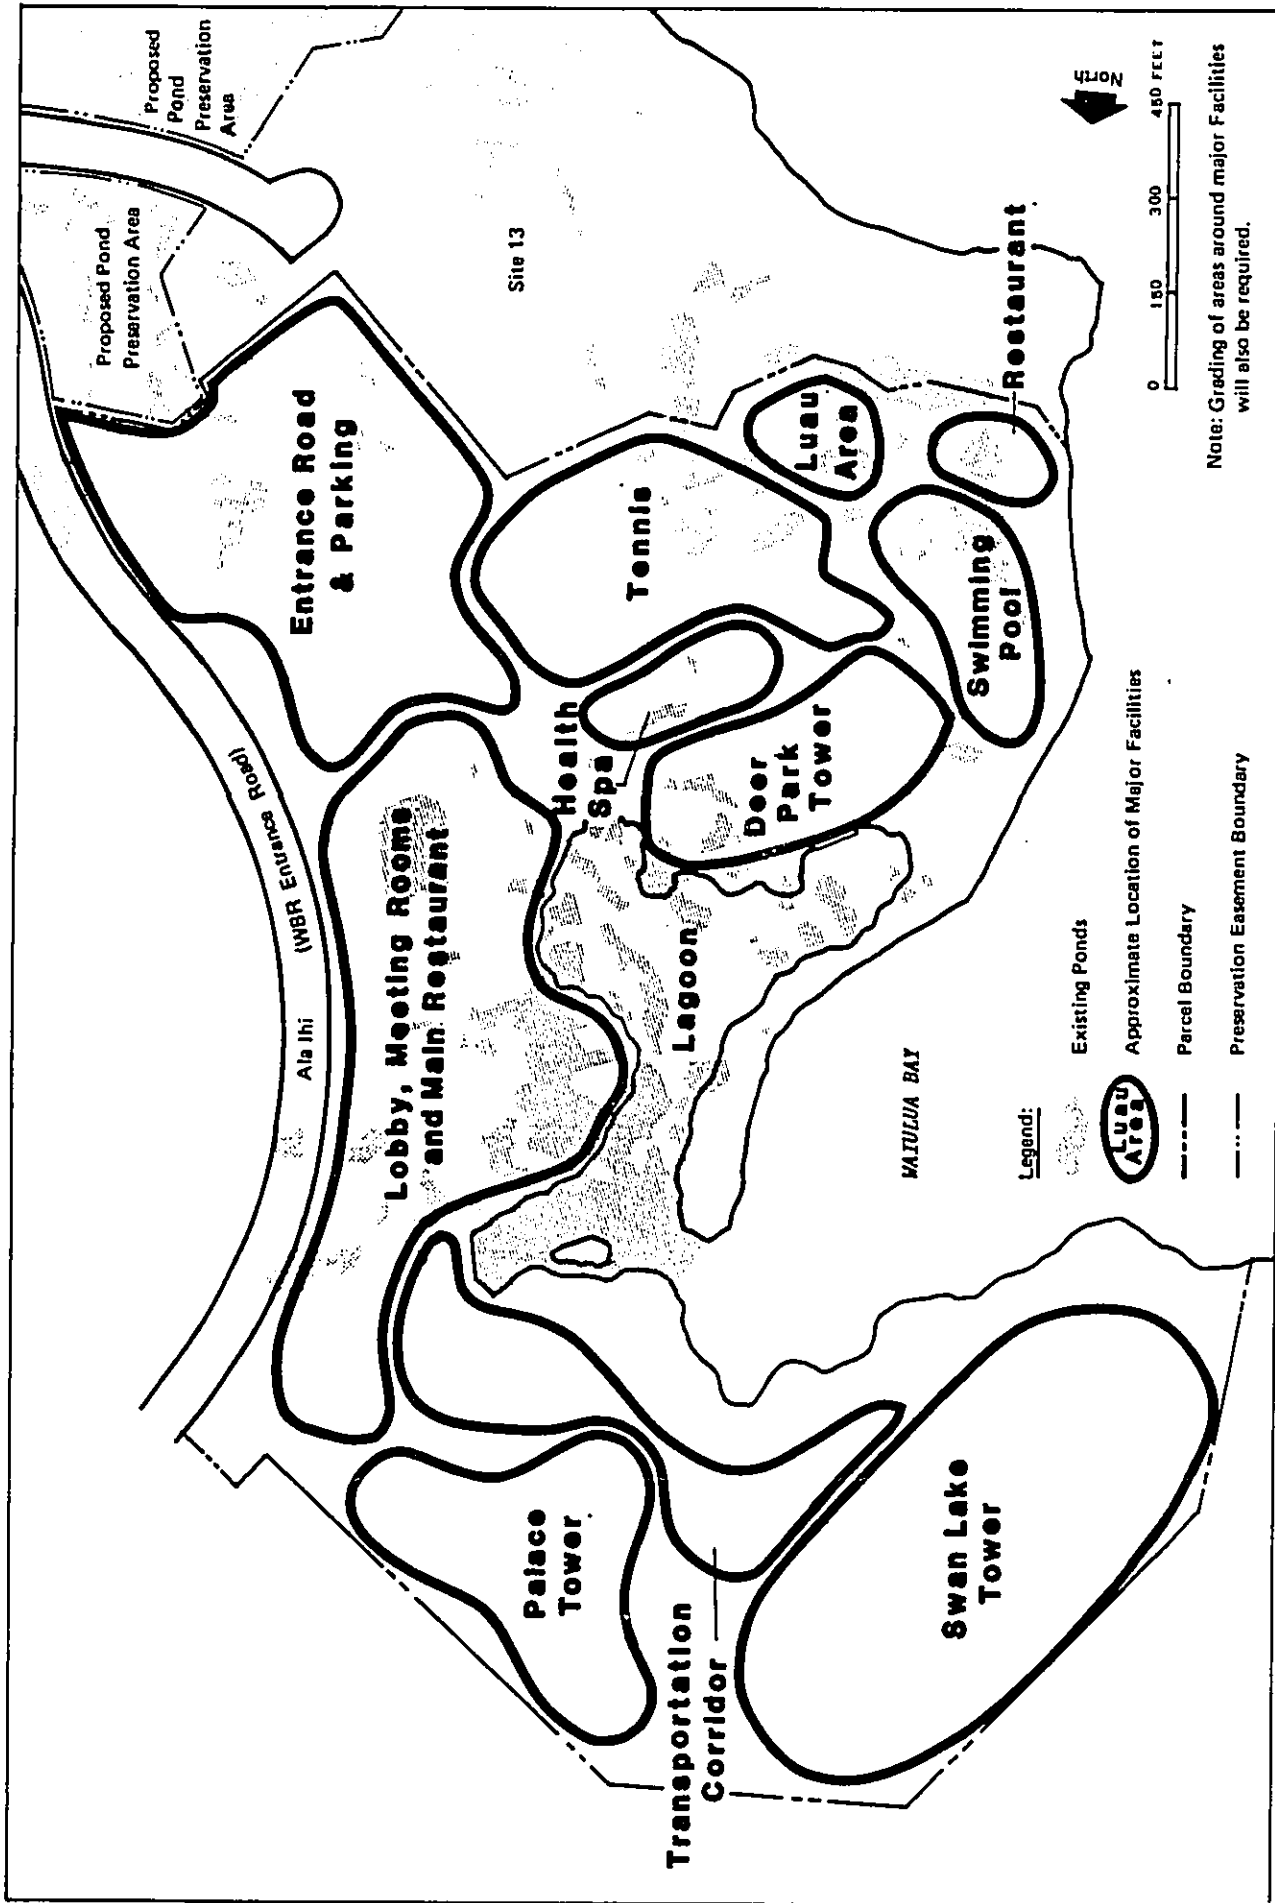 Proposed
Pond
Preservation
Area
Proposed Pond
Preservation Area
Site 13
Entrance Road
& Parking
Ala Ihi
(WBR Entrance Road)
Lobby, Meeting Rooms
and Main Restaurant
Tennis
Luau
Area
Restaurant
Swimming
Pool
Health
Spa
Deer
Park
Tower
Lagoon
WAIULUA BAY
Palace
Tower
Transportation
Corridor
Swan Lake
Tower
North
0 150 300 450 FEET
Note: Grading of areas around major Facilities
will also be required.
Legend:
Existing Ponds
Luau
Area
Approximate Location of Major Facilities
Parcel Boundary
Preservation Easement Boundary